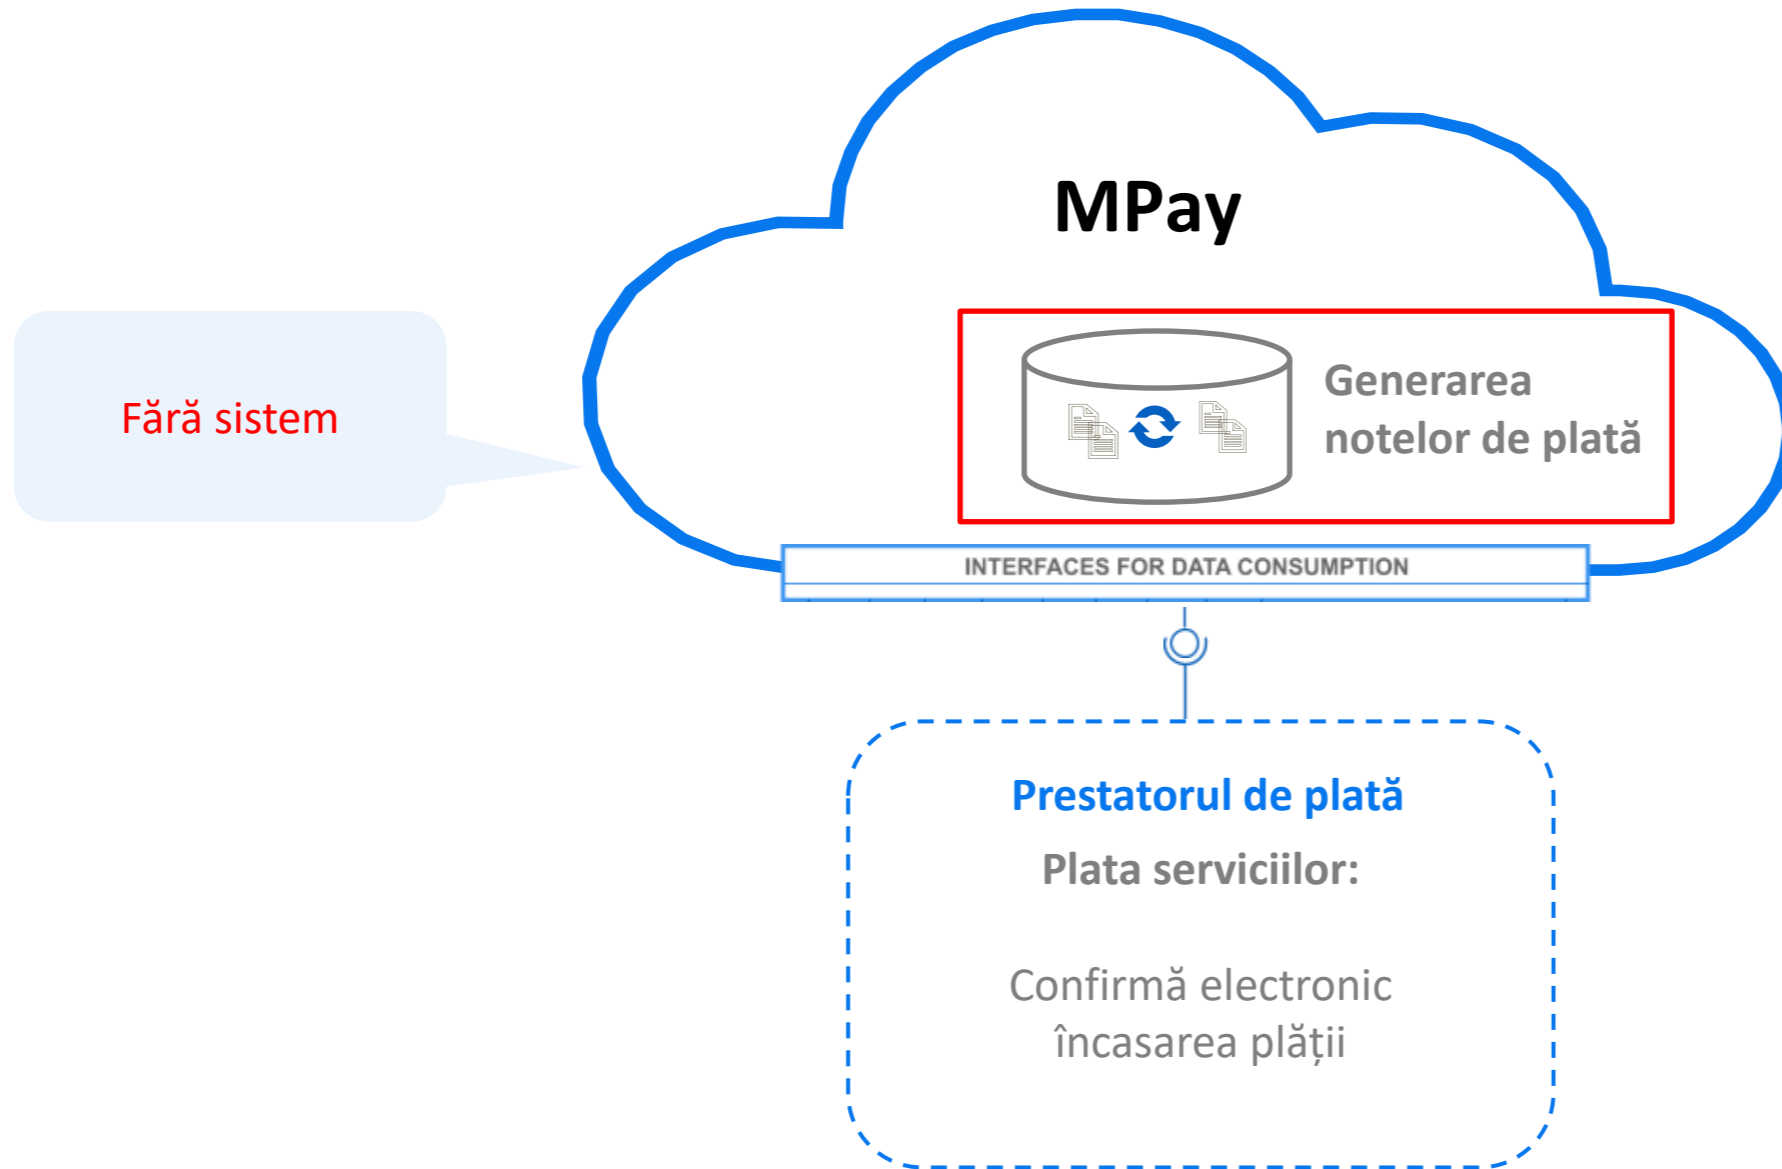 MPay
Fără sistem
Generarea
notelor de plată
INTERFACES FOR DATA CONSUMPTION
Prestatorul de plată
Plata serviciilor:
Confirmă electronic
încasarea plății